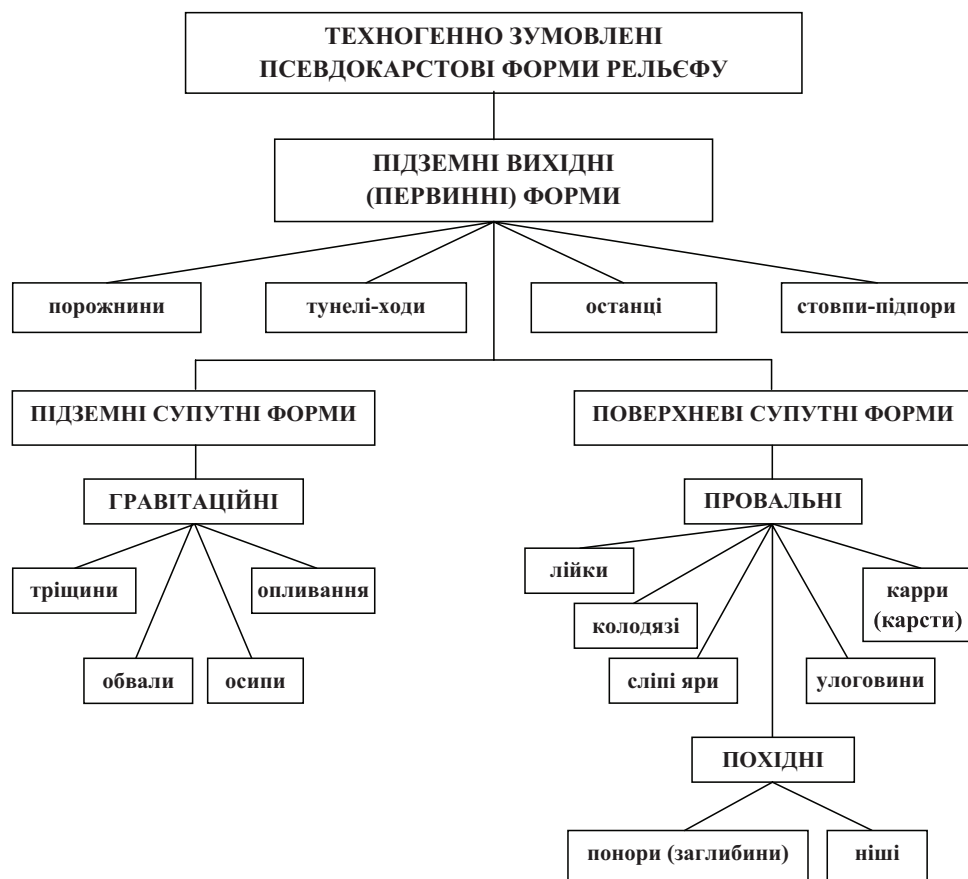 ТЕХНОГЕННО ЗУМОВЛЕНІ
ПСЕВДОКАРСТОВІ ФОРМИ РЕЛЬЄФУ
ПІДЗЕМНІ ВИХІДНІ
(ПЕРВИННІ) ФОРМИ
порожнини
тунелі-ходи
останці
стовпи-підпори
ПІДЗЕМНІ СУПУТНІ ФОРМИ
ПОВЕРХНЕВІ СУПУТНІ ФОРМИ
ГРАВІТАЦІЙНІ
ПРОВАЛЬНІ
тріщини
опливання
обвали
осипи
лійки
колодязі
сліпі яри
карри
(карсти)
улоговини
ПОХІДНІ
понори (заглибини)
ніші